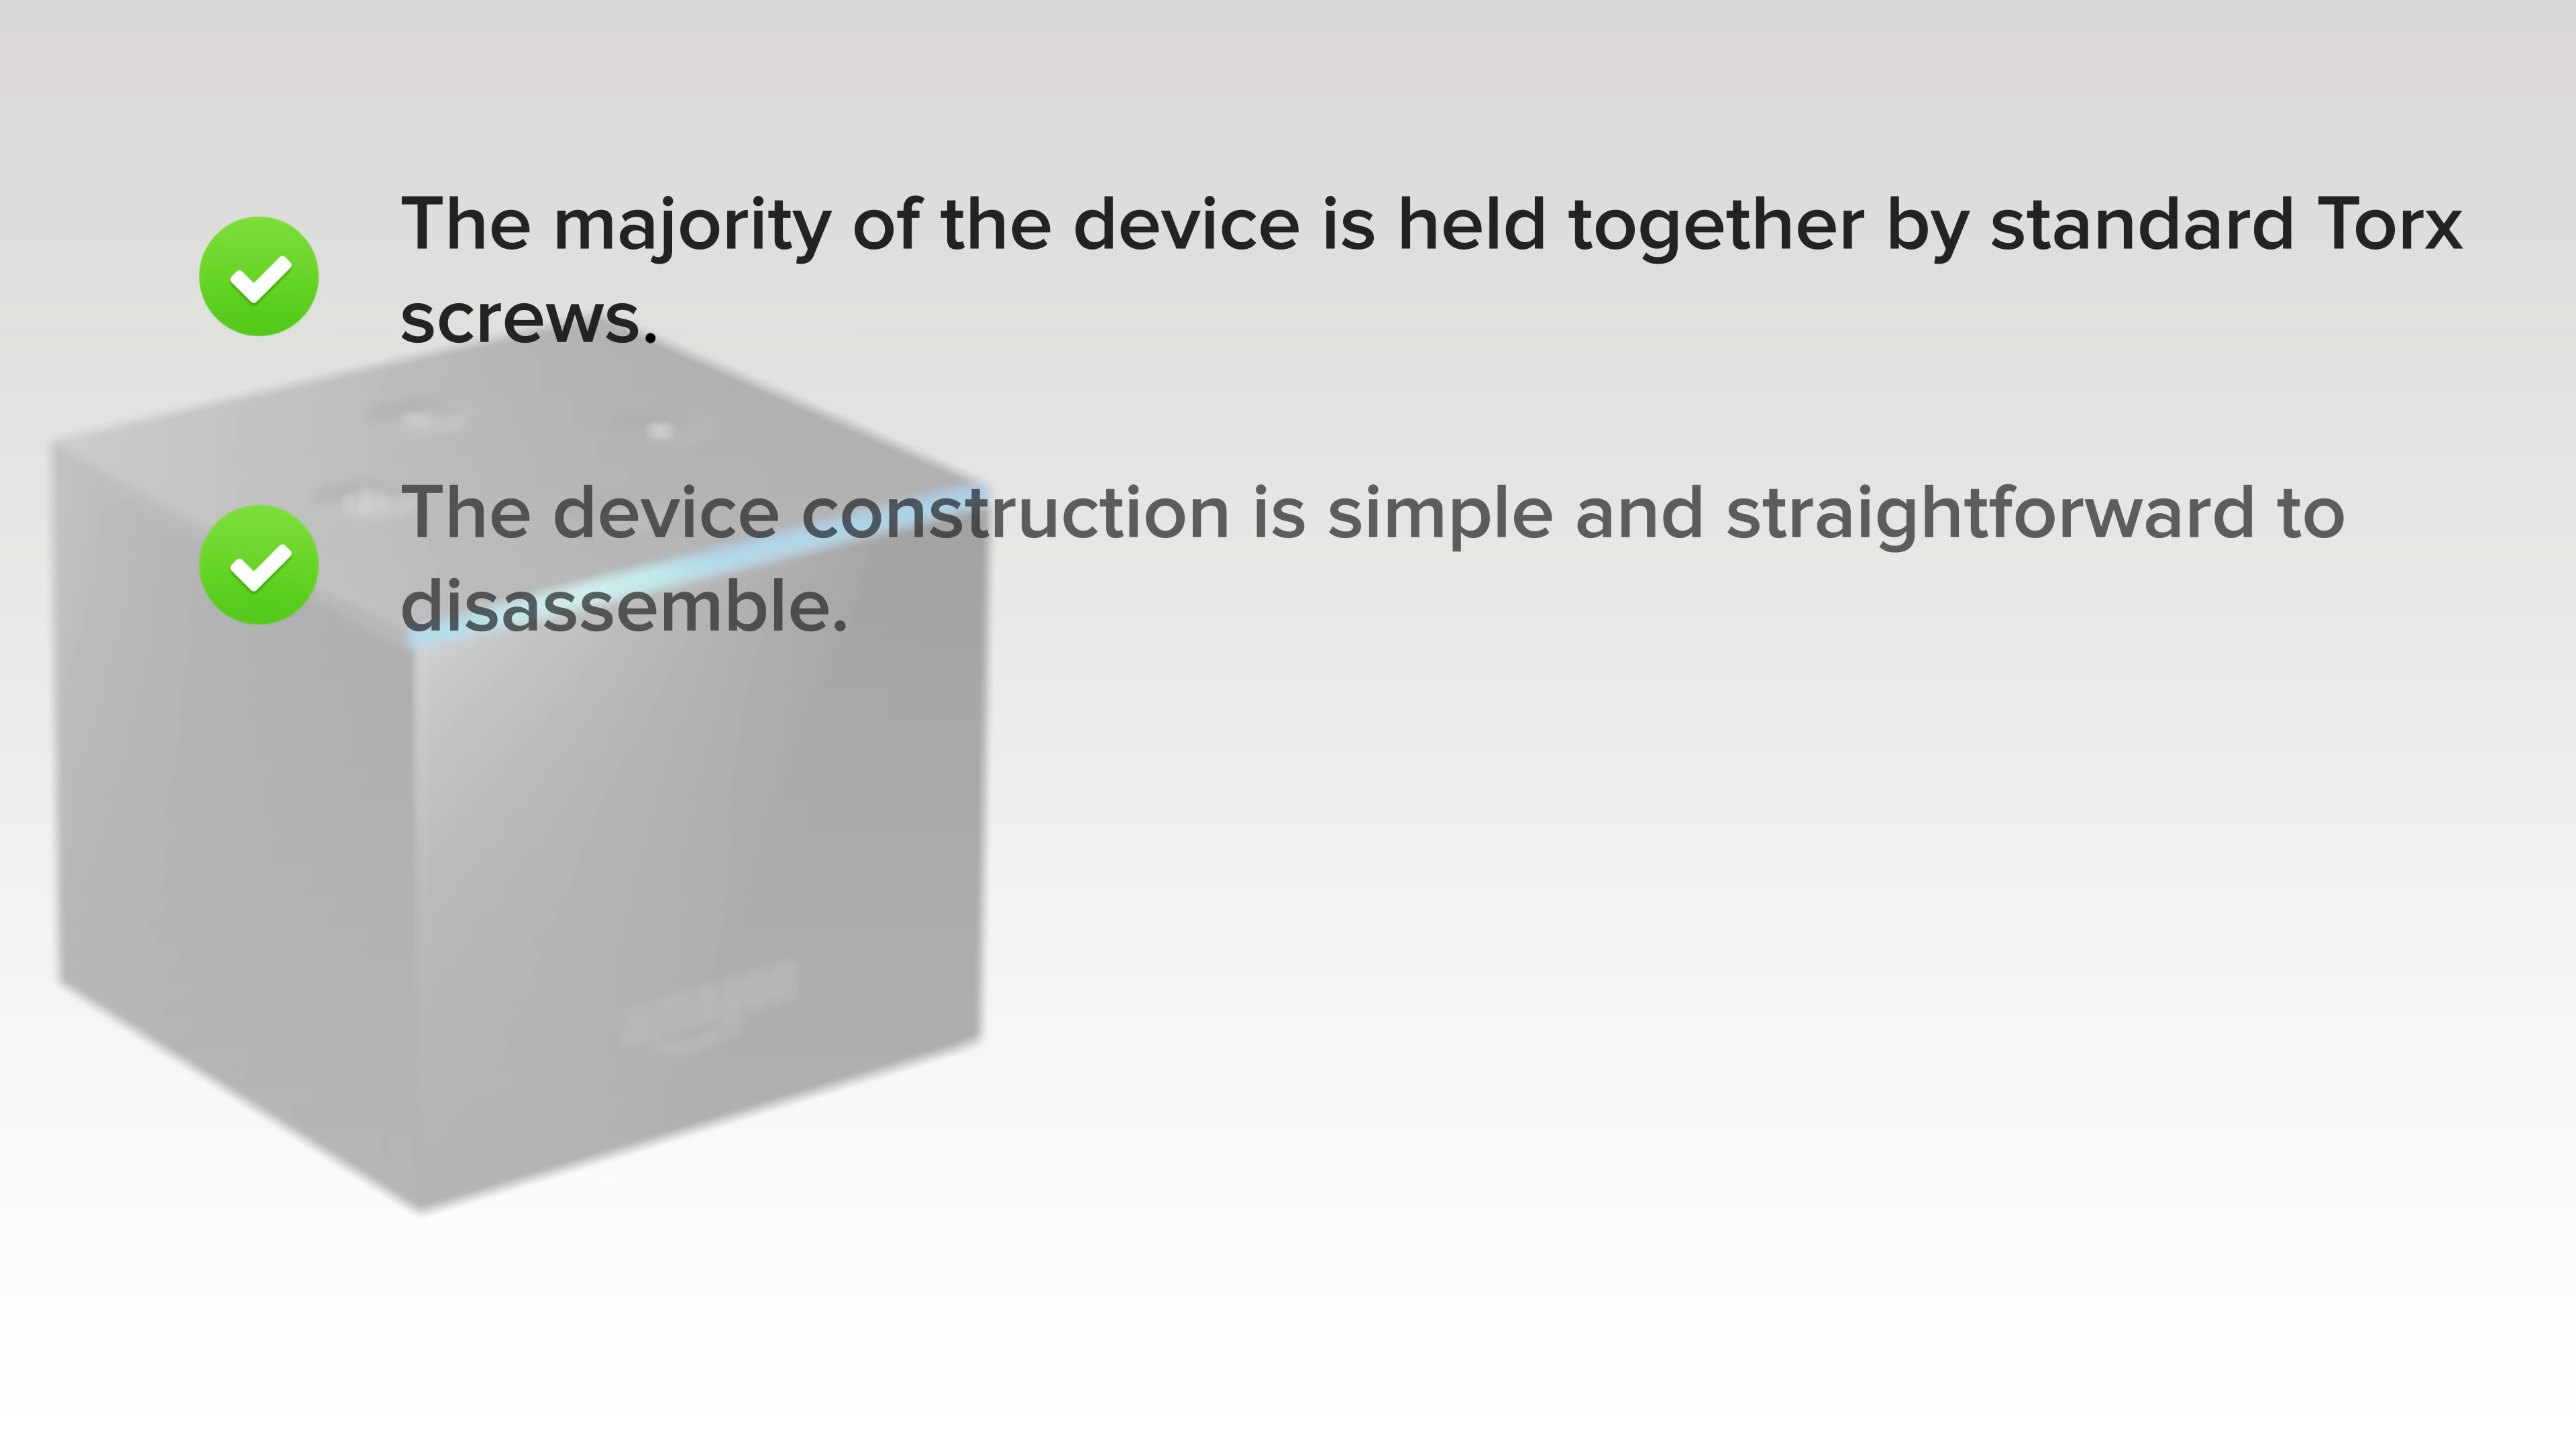 The majority of the device is held together by standard Torx
screws.
The device construction is simple and straightforward to
disassemble.
amazon